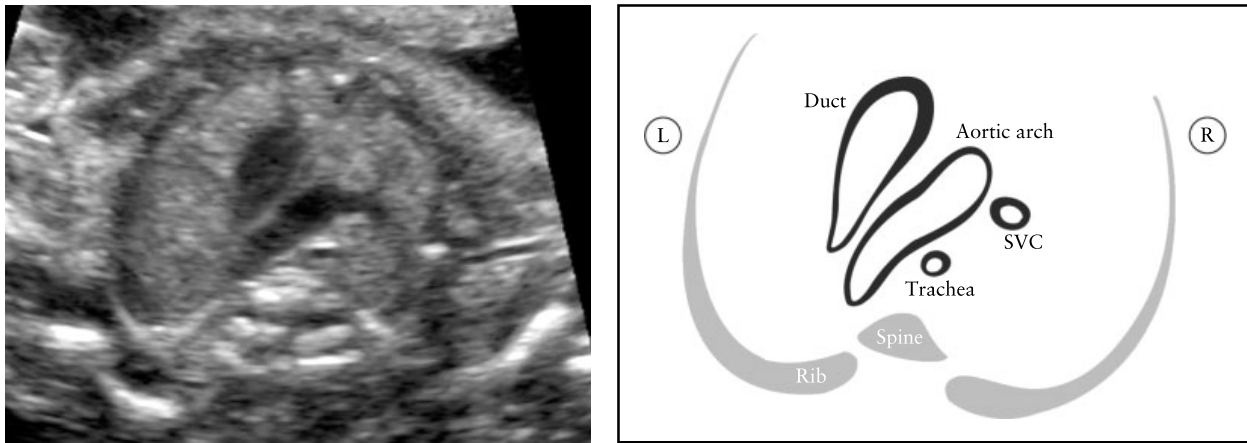 Duct
Aortic arch
L
R
SVC
Trachea
Spine
Rib